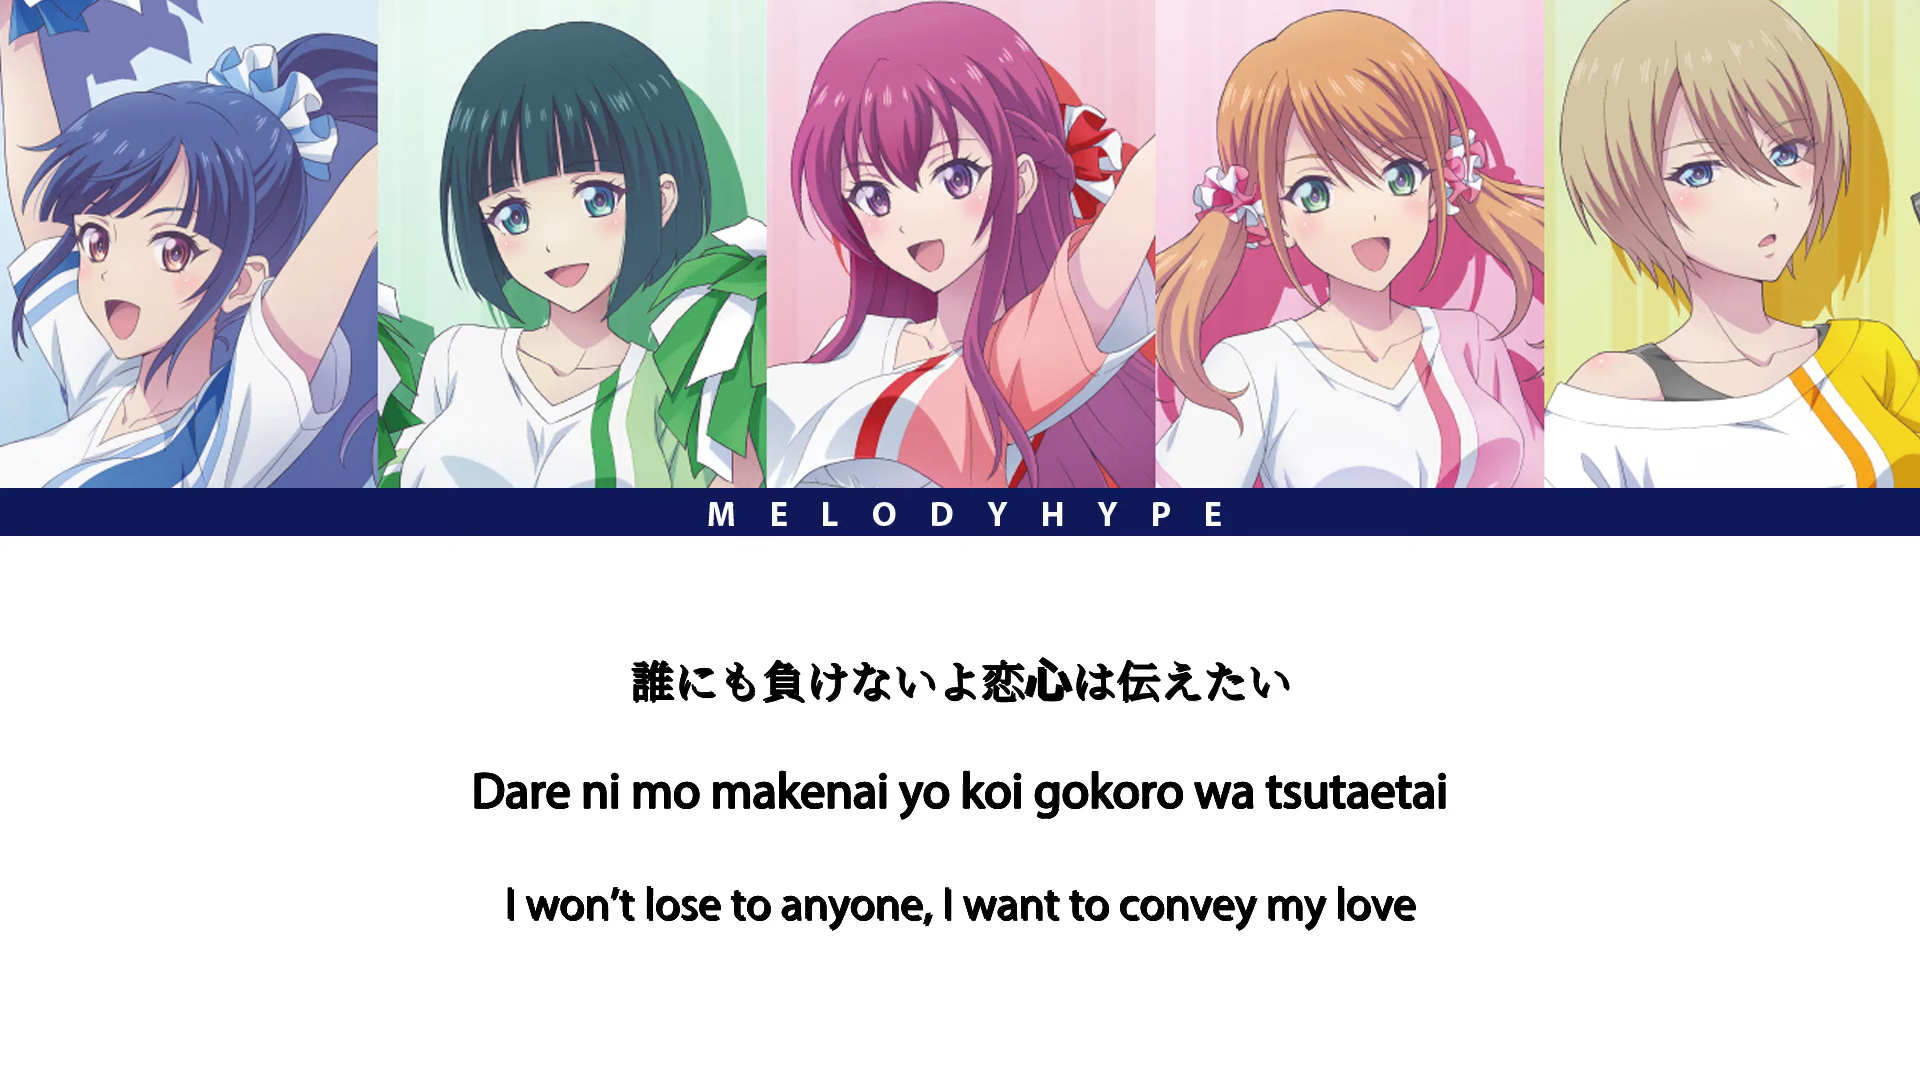 MELODYHYPE
誰にも負けないよ恋心は伝えたい
Dare ni mo makenai yo koi gokoro wa tsutaetai
I won't lose to anyone, I want to convey my love